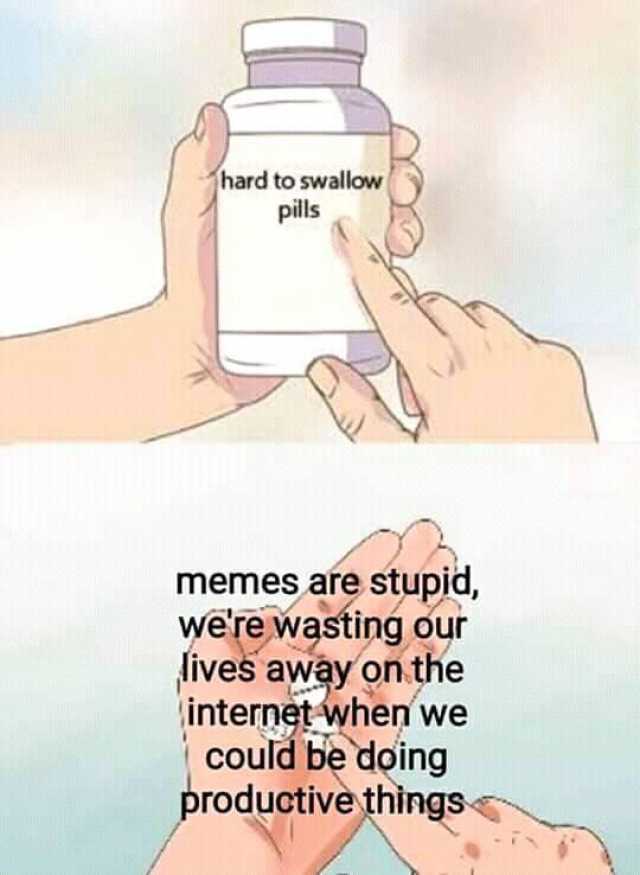 hard to swallow
pills
memes are stupid,
we're wasting our
lives away on the
internet when we
could be doing
productive things